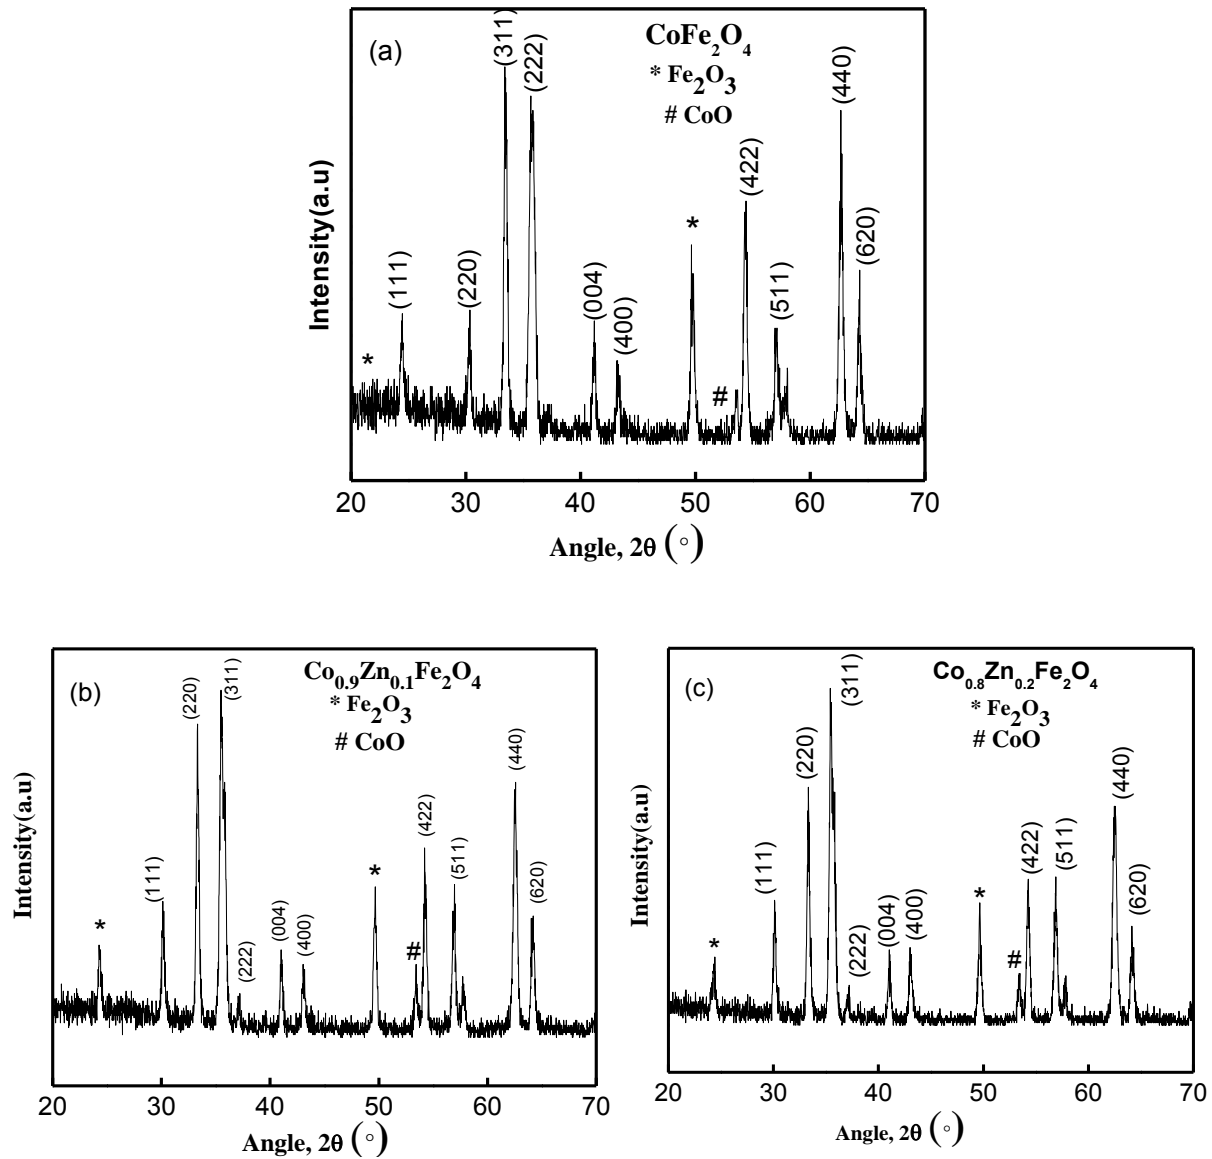 (a)
CoFe₂O₄
* Fe₂O₃
# CoO
(111)
(220)
(311)
(222)
(004)
(400)
(422)
(511)
(440)
(620)
*
*
#
Intensity(a.u)
20 30 40 50 60 70
Angle, 2θ (°)
(b)
Co₀.₉Zn₀.₁Fe₂O₄
* Fe₂O₃
# CoO
*
(111)
(220)
(311)
(222)
(004)
(400)
*
#
(422)
(511)
(440)
(620)
Intensity(a.u)
20 30 40 50 60 70
Angle, 2θ (°)
(c)
Co₀.₈Zn₀.₂Fe₂O₄
* Fe₂O₃
# CoO
*
(111)
(220)
(311)
(222)
(004)
(400)
*
#
(422)
(511)
(440)
(620)
Intensity(a.u)
20 30 40 50 60 70
Angle, 2θ (°)